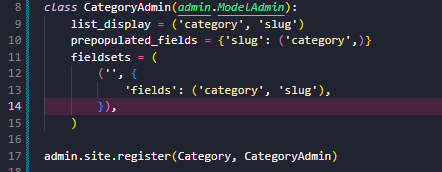 8 class CategoryAdmin(admin.ModelAdmin):
9     list_display = ('category', 'slug')
10     prepopulated_fields = {'slug': ('category',)}
11     fieldsets = (
12         ('', {
13             'fields': ('category', 'slug'),
14         }),
15     )
16
17 admin.site.register(Category, CategoryAdmin)
18